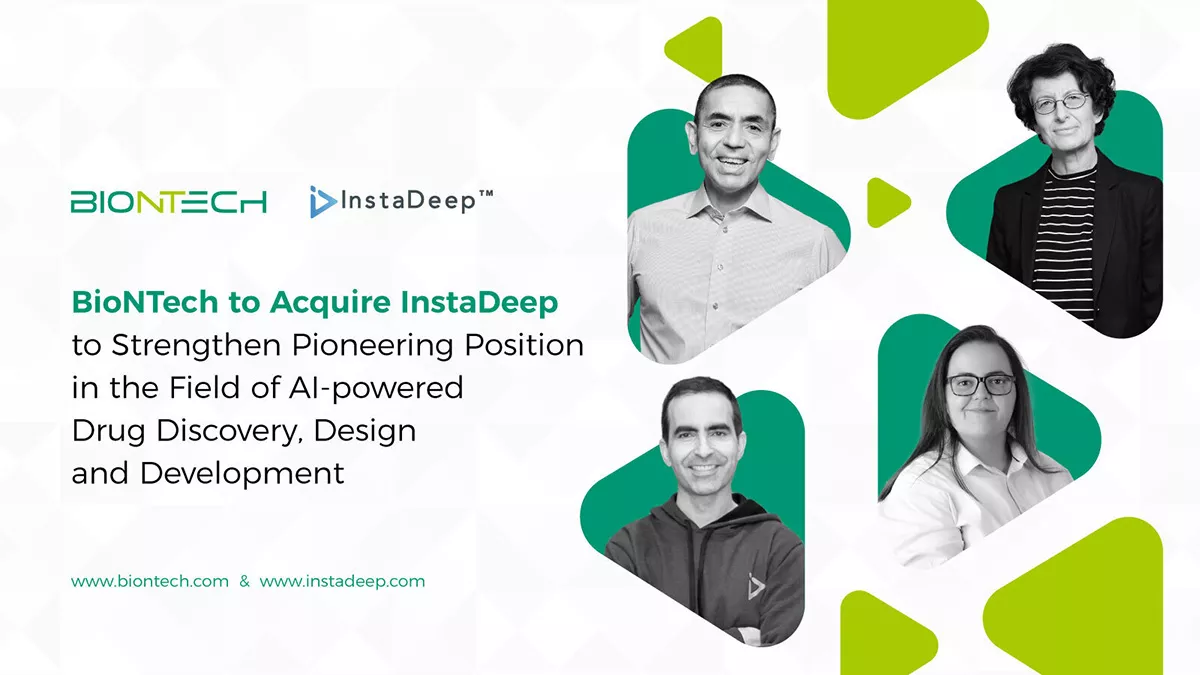 BIONTECH
InstaDeep™
BioNTech to Acquire InstaDeep
to Strengthen Pioneering Position
in the Field of AI-powered
Drug Discovery, Design
and Development
www.biontech.com & www.instadeep.com